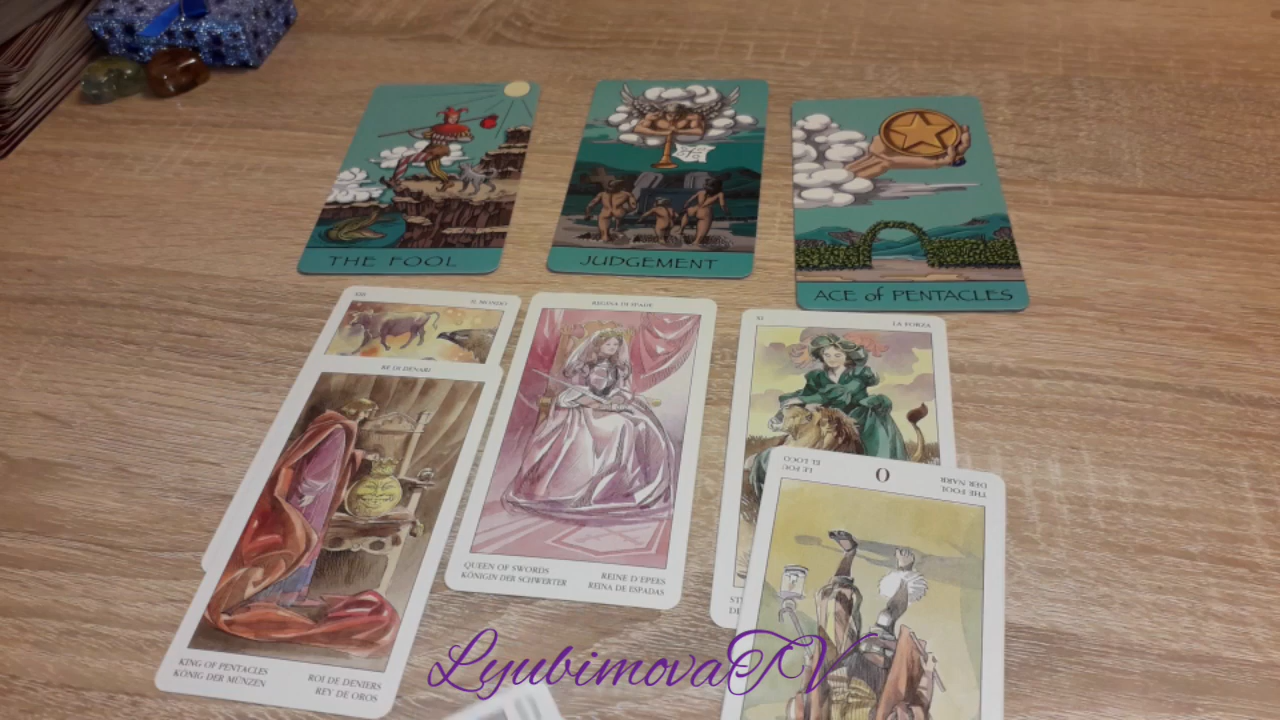 THE FOOL
JUDGEMENT
ACE of PENTACLES
IL MONDO
RE DI DENARI
REGINA DI SPADE
XI
LA FORZA
LE FOU
EL LOCO
0
THE FOOL
DER NARR
QUEEN OF SWORDS
KÖNIGIN DER SCHWERTER
REINE D'EPEES
REINA DE ESPADAS
KING OF PENTACLES
KÖNIG DER MÜNZEN
ROI DE DENIERS
REY DE OROS
LyubimovaTV